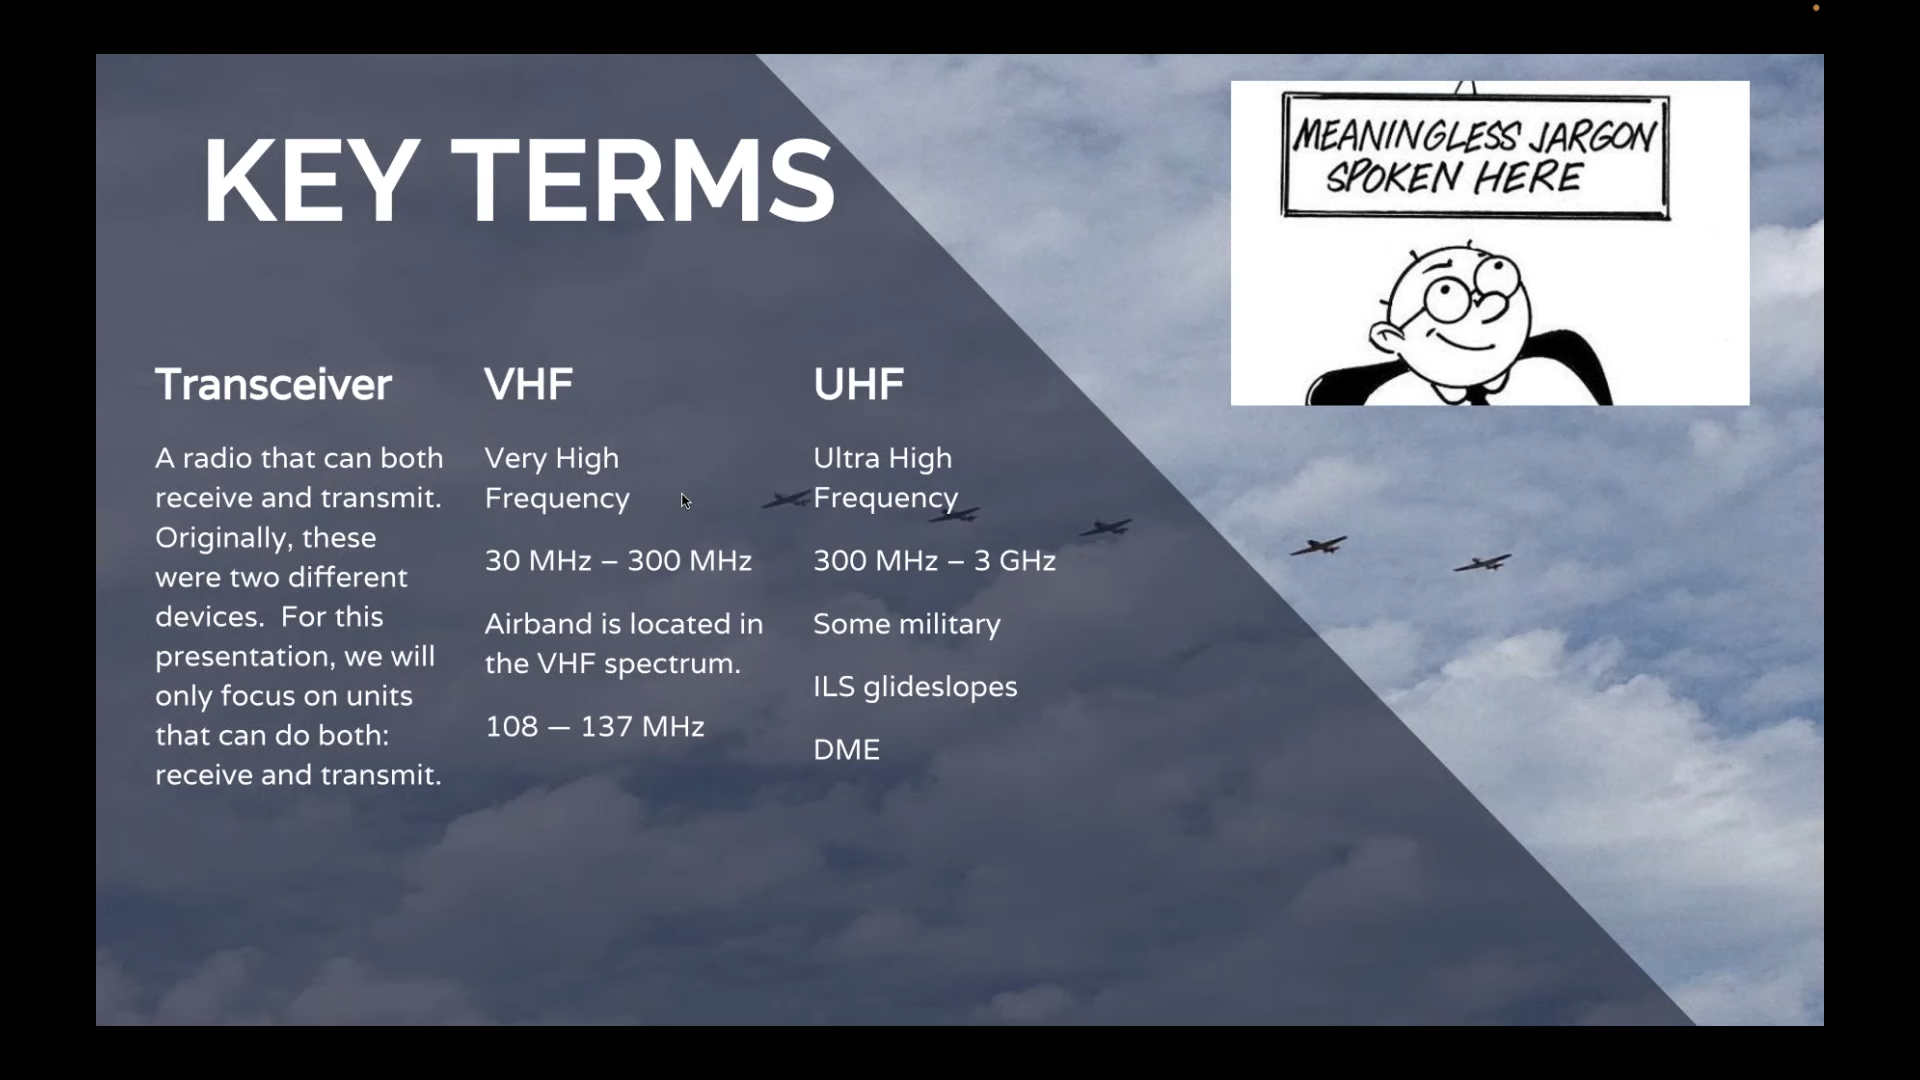 KEY TERMS
MEANINGLESS JARGON
SPOKEN HERE
Transceiver
A radio that can both
receive and transmit.
Originally, these
were two different
devices.  For this
presentation, we will
only focus on units
that can do both:
receive and transmit.
VHF
Very High
Frequency
30 MHz – 300 MHz
Airband is located in
the VHF spectrum.
108 — 137 MHz
UHF
Ultra High
Frequency
300 MHz – 3 GHz
Some military
ILS glideslopes
DME